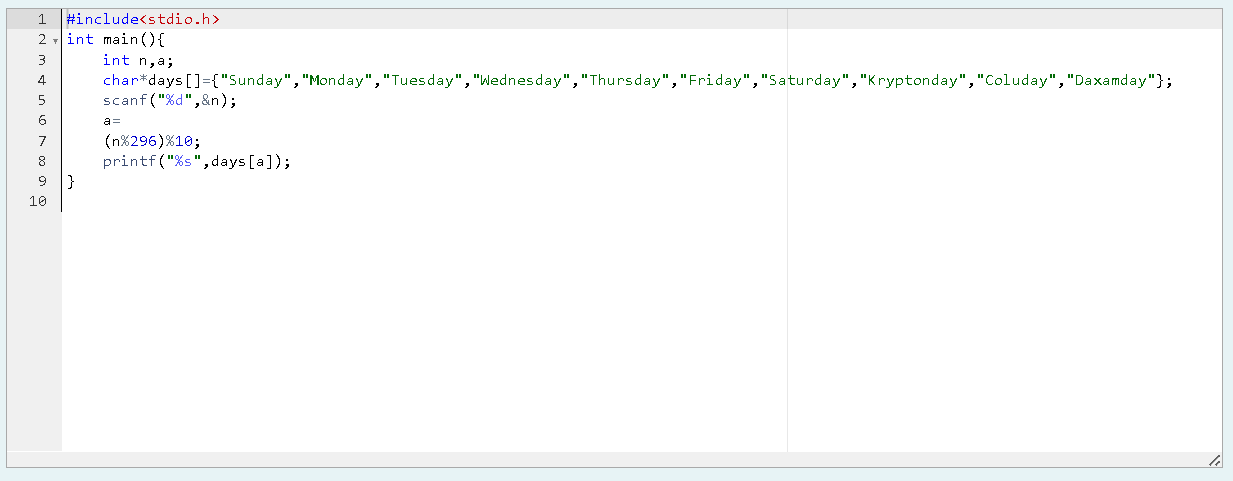 1 #include<stdio.h>
2 int main(){
3 int n,a;
4 char*days[]={"Sunday","Monday","Tuesday","Wednesday","Thursday","Friday","Saturday","Kryptonday","Coluday","Daxamday"};
5 scanf("%d",&n);
6 a=
7 (n%296)%10;
8 printf("%s",days[a]);
9 }
10